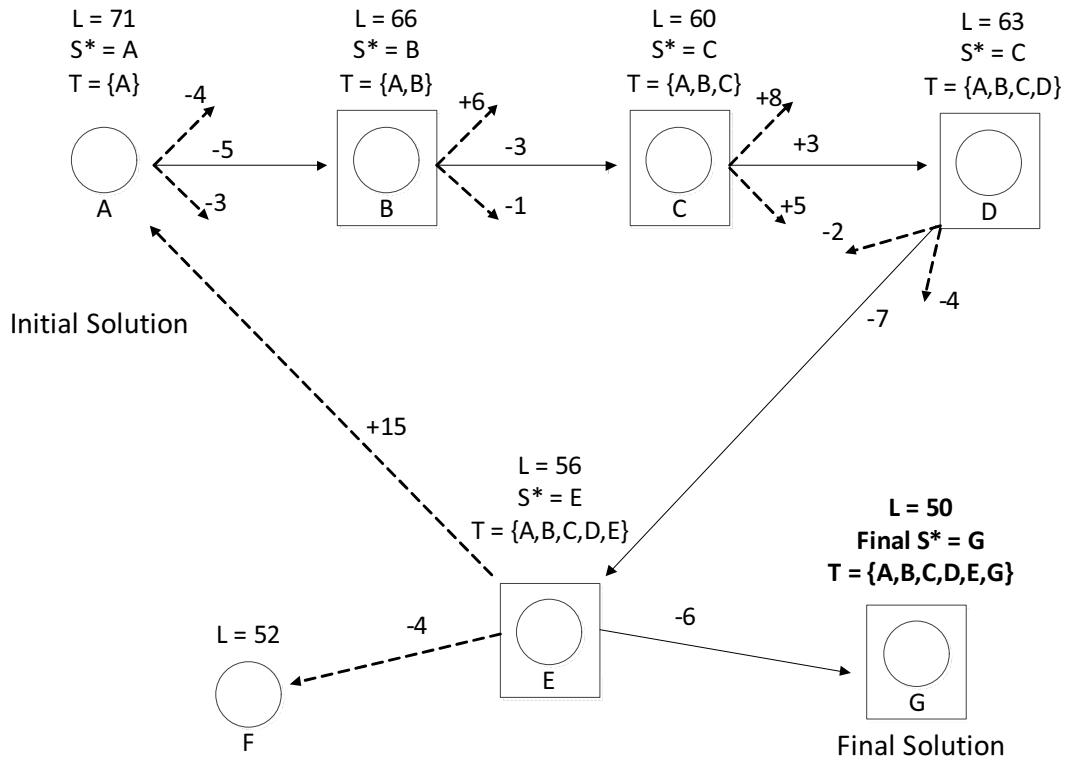 L = 71
S* = A
T = {A}
L = 66
S* = B
T = {A,B}
L = 60
S* = C
T = {A,B,C}
L = 63
S* = C
T = {A,B,C,D}
-4
-5
-3
A
+6
-3
-1
B
+8
+3
+5
C
D
-2
-4
-7
Initial Solution
+15
L = 56
S* = E
T = {A,B,C,D,E}
L = 50
Final S* = G
T = {A,B,C,D,E,G}
L = 52
-4
-6
E
F
G
Final Solution